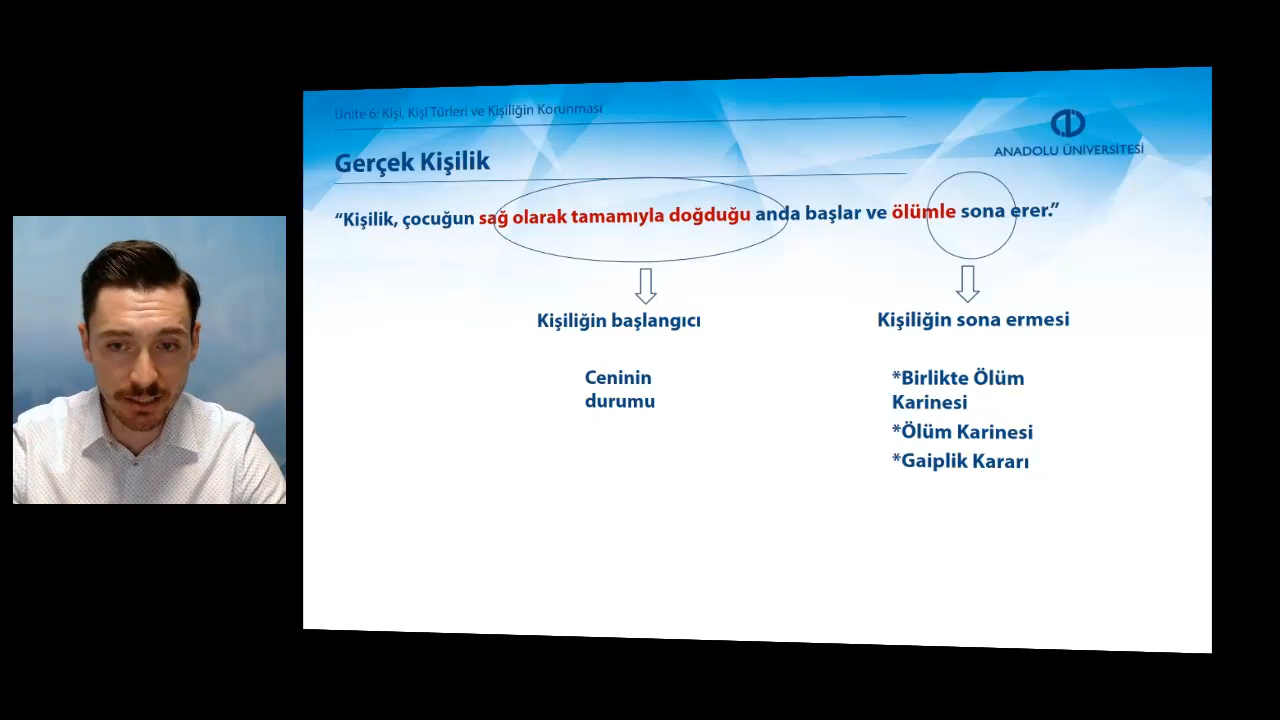 Ünite 6: Kişi, Kişi Türleri ve Kişiliğin Korunması
ANADOLU ÜNİVERSİTESİ
Gerçek Kişilik
“Kişilik, çocuğun sağ olarak tamamıyla doğduğu anda başlar ve ölümle sona erer.”
Kişiliğin başlangıcı
Ceninin
durumu
Kişiliğin sona ermesi
*Birlikte Ölüm
Karinesi
*Ölüm Karinesi
*Gaiplik Kararı